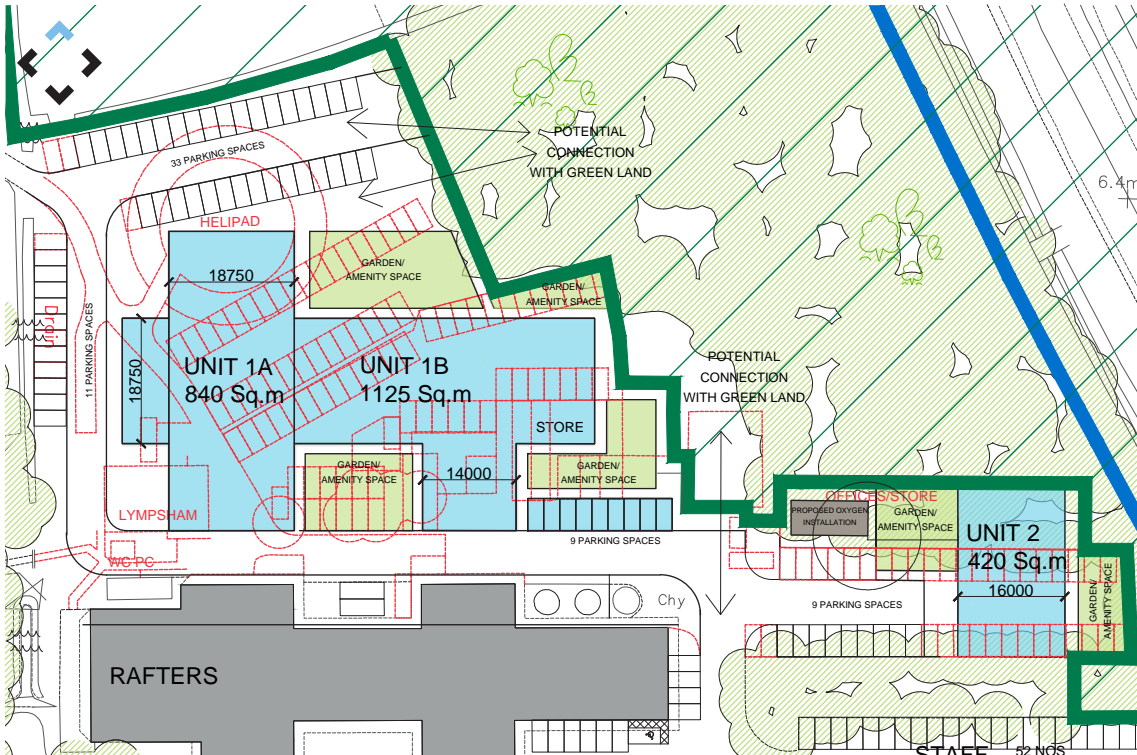 POTENTIAL
CONNECTION
WITH GREEN LAND
33 PARKING SPACES
6.4m
HELIPAD
GARDEN/
AMENITY SPACE
18750
GARDEN/
AMENITY SPACE
Drain
11 PARKING SPACES
18750
UNIT 1A
840 Sq.m
UNIT 1B
1125 Sq.m
POTENTIAL
CONNECTION
WITH GREEN LAND
STORE
GARDEN/
AMENITY SPACE
14000
GARDEN/
AMENITY SPACE
LYMPSHAM
OFFICES/STORE
PROPOSED OXYGEN
INSTALLATION
GARDEN/
AMENITY SPACE
UNIT 2
420 Sq.m
9 PARKING SPACES
WC PC
16000
GARDEN/
AMENITY SPACE
Chy
9 PARKING SPACES
RAFTERS
STAFF
52 NOS